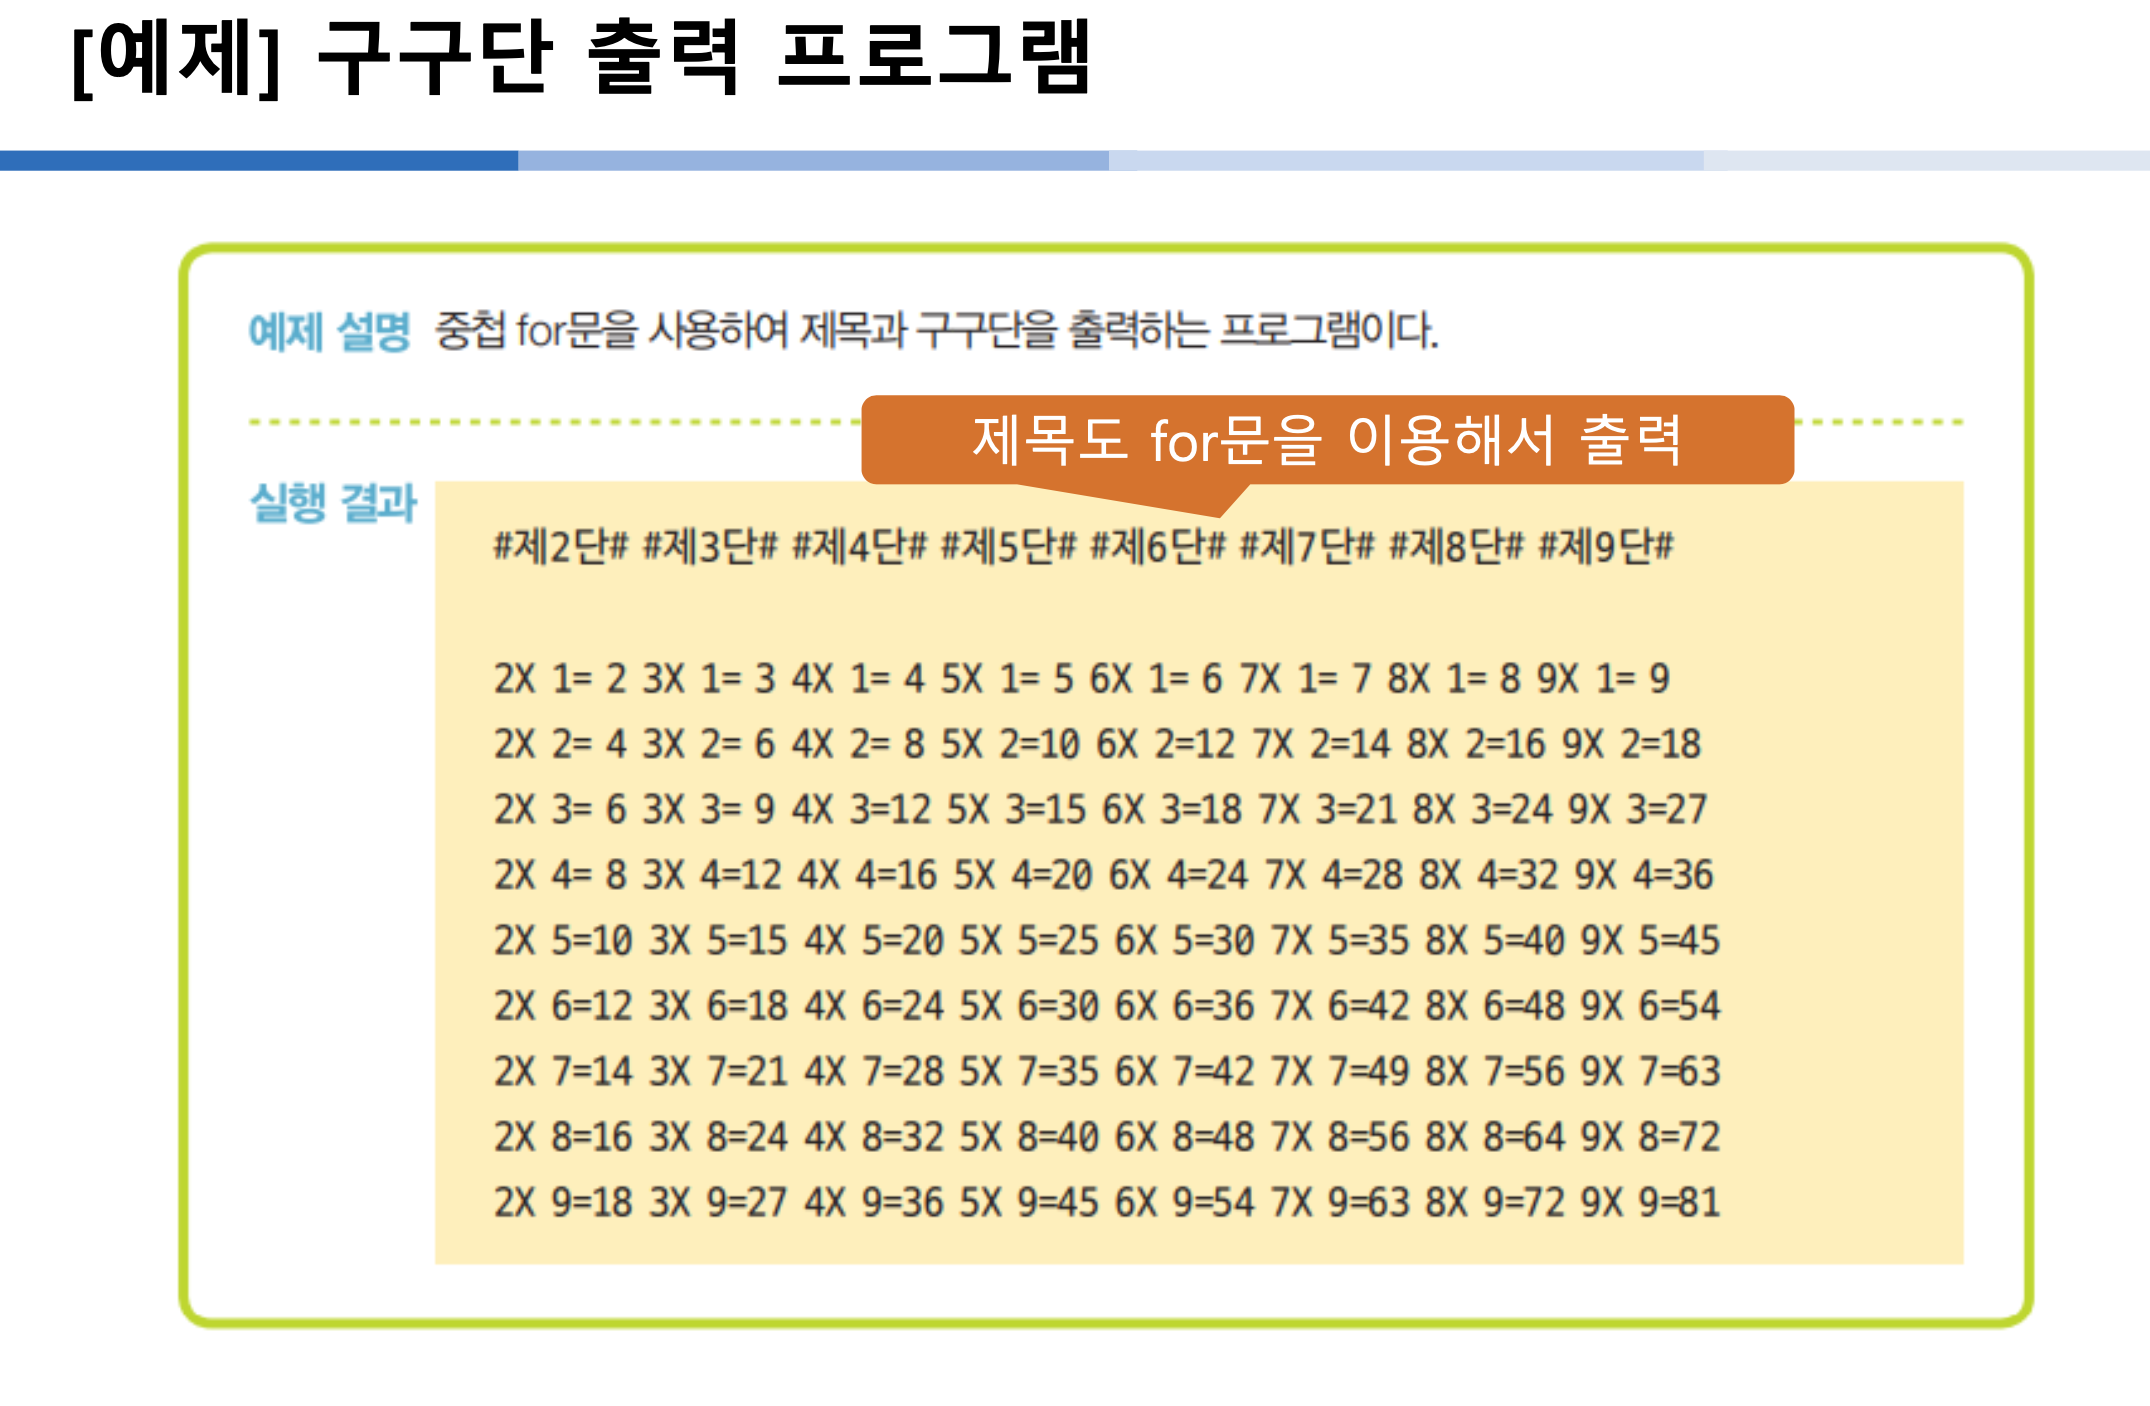 [예제] 구구단 출력 프로그램
예제 설명 중첩 for문을 사용하여 제목과 구구단을 출력하는 프로그램이다.
제목도 for문을 이용해서 출력
실행 결과
#제2단# #제3단# #제4단# #제5단# #제6단# #제7단# #제8단# #제9단#
2X 1= 2 3X 1= 3 4X 1= 4 5X 1= 5 6X 1= 6 7X 1= 7 8X 1= 8 9X 1= 9
2X 2= 4 3X 2= 6 4X 2= 8 5X 2=10 6X 2=12 7X 2=14 8X 2=16 9X 2=18
2X 3= 6 3X 3= 9 4X 3=12 5X 3=15 6X 3=18 7X 3=21 8X 3=24 9X 3=27
2X 4= 8 3X 4=12 4X 4=16 5X 4=20 6X 4=24 7X 4=28 8X 4=32 9X 4=36
2X 5=10 3X 5=15 4X 5=20 5X 5=25 6X 5=30 7X 5=35 8X 5=40 9X 5=45
2X 6=12 3X 6=18 4X 6=24 5X 6=30 6X 6=36 7X 6=42 8X 6=48 9X 6=54
2X 7=14 3X 7=21 4X 7=28 5X 7=35 6X 7=42 7X 7=49 8X 7=56 9X 7=63
2X 8=16 3X 8=24 4X 8=32 5X 8=40 6X 8=48 7X 8=56 8X 8=64 9X 8=72
2X 9=18 3X 9=27 4X 9=36 5X 9=45 6X 9=54 7X 9=63 8X 9=72 9X 9=81